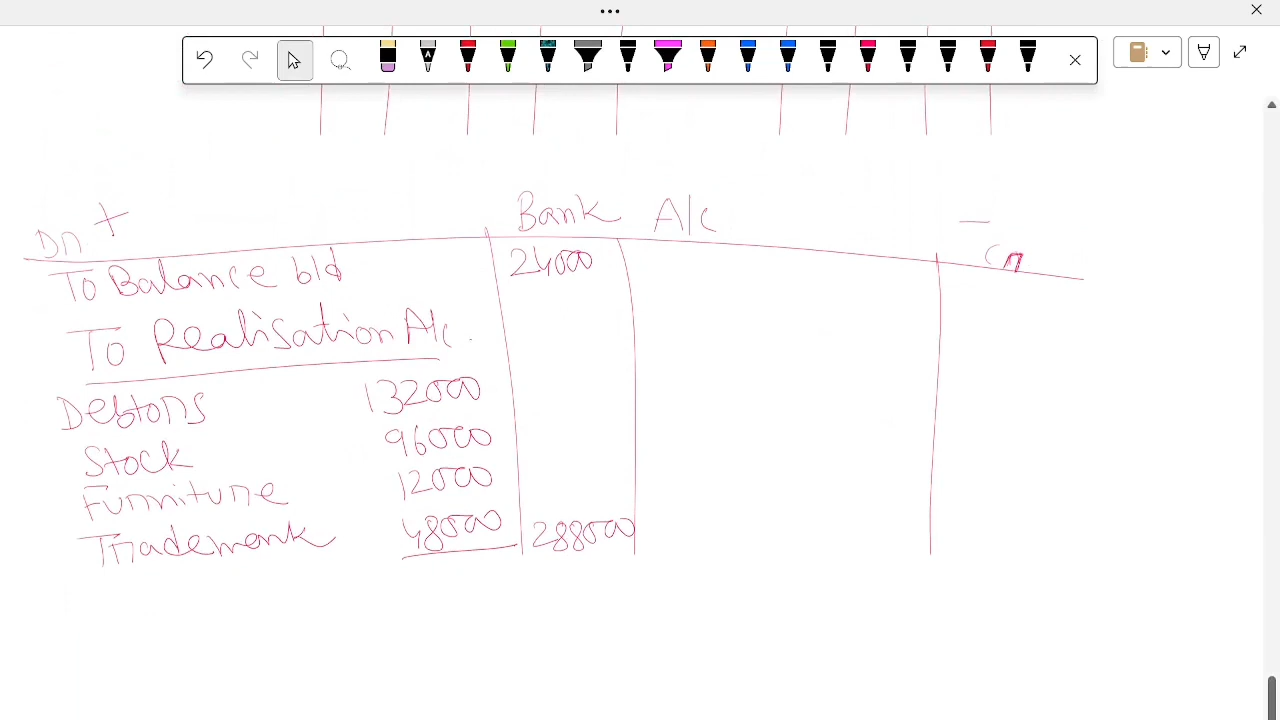 Bank A/c
Dr + - Cr
To Balance b/d 24000
To Realisation A/c.
Debtors 132000
Stock 96000
Furniture 12000
Trademark 48000 288000